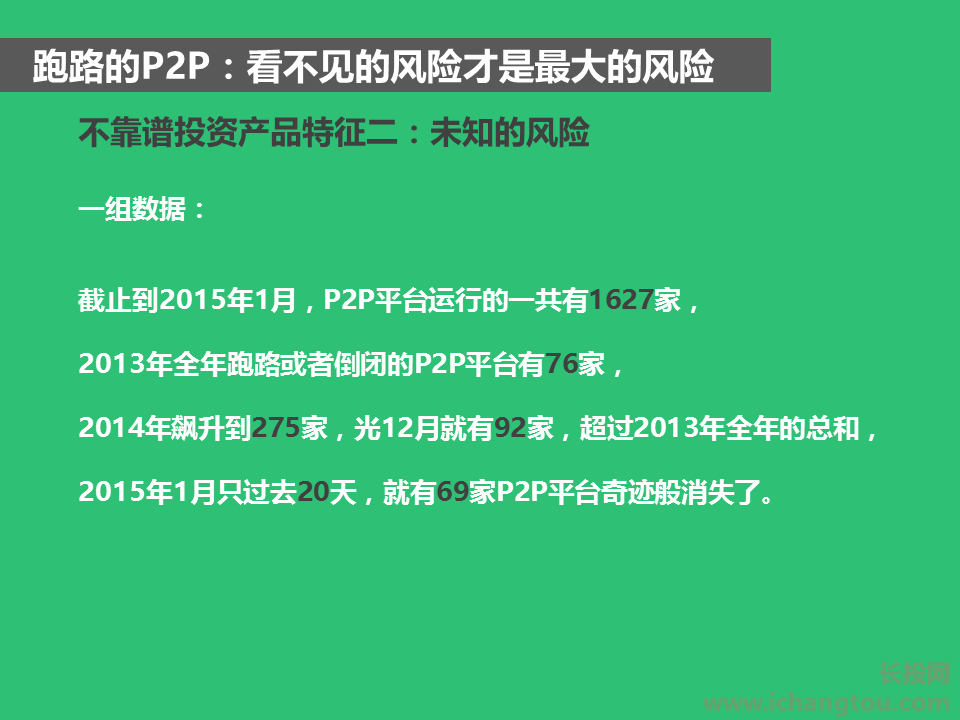 跑路的P2P：看不见的风险才是最大的风险
不靠谱投资产品特征二：未知的风险
一组数据：
截止到2015年1月，P2P平台运行的一共有1627家，
2013年全年跑路或者倒闭的P2P平台有76家，
2014年飙升到275家，光12月就有92家，超过2013年全年的总和，
2015年1月只过去20天，就有69家P2P平台奇迹般消失了。
长投网
www.ichangtou.com